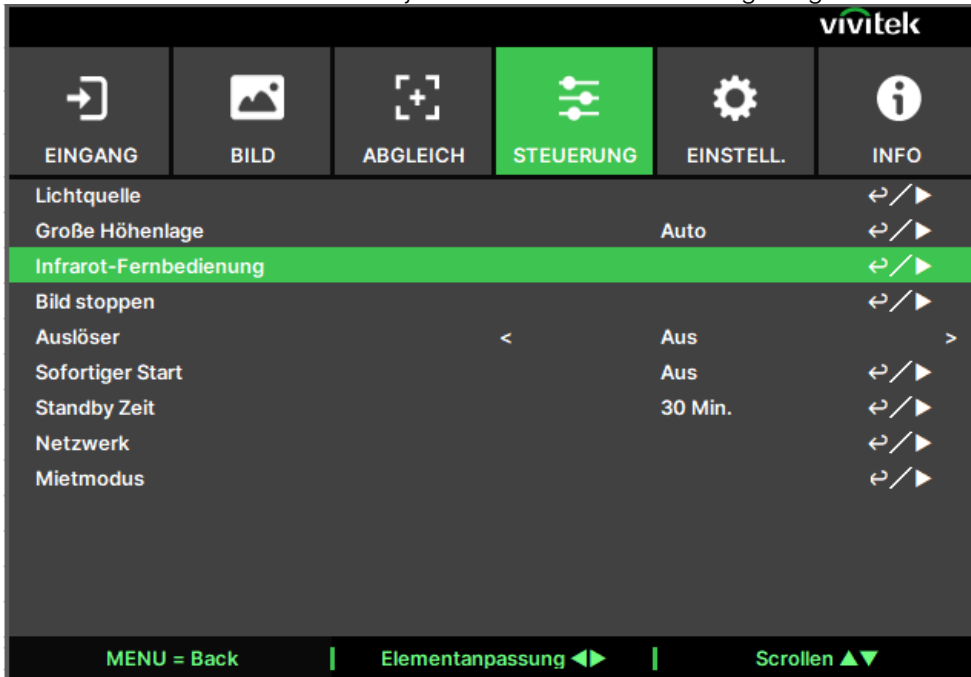 vivitek
EINGANG BILD ABGLEICH STEUERUNG EINSTELL. INFO
Lichtquelle
Große Höhenlage Auto
Infrarot-Fernbedienung
Bild stoppen
Auslöser < Aus >
Sofortiger Start Aus
Standby Zeit 30 Min.
Netzwerk
Mietmodus
MENU = Back | Elementanpassung ◀▶ | Scrollen ▲▼